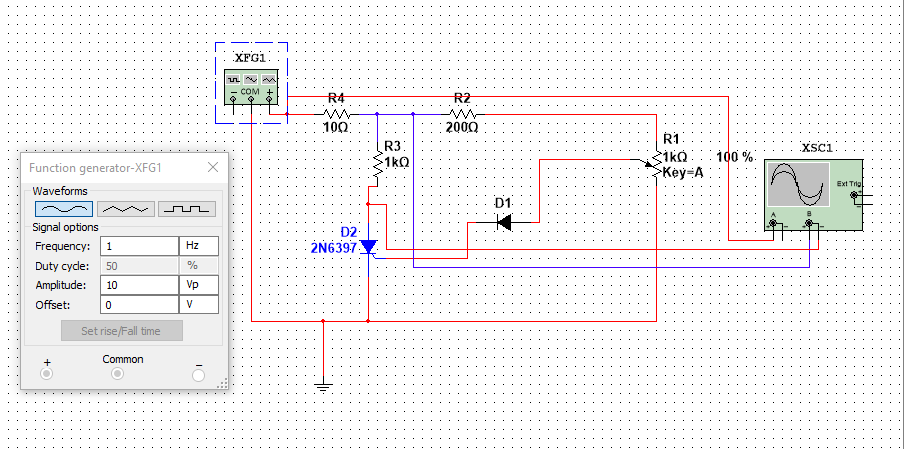 XFG1
COM
R4
10Ω
R2
200Ω
R3
1kΩ
R1
1kΩ
Key=A
100 %
XSC1
Ext Trig
A
B
D1
D2
2N6397
Function generator-XFG1
Waveforms
Signal options
Frequency: 1 Hz
Duty cycle: 50 %
Amplitude: 10 Vp
Offset: 0 V
Set rise/Fall time
+ Common −